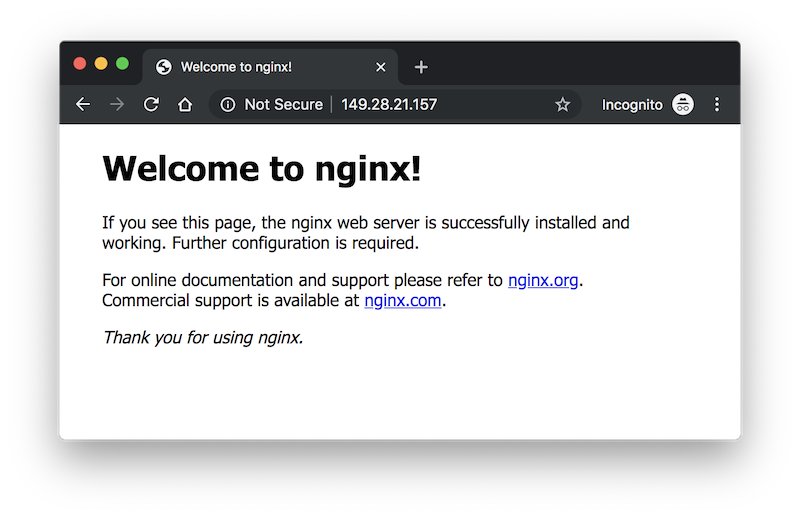 Welcome to nginx!
Not Secure 149.28.21.157
Incognito
Welcome to nginx!
If you see this page, the nginx web server is successfully installed and
working. Further configuration is required.
For online documentation and support please refer to nginx.org.
Commercial support is available at nginx.com.
Thank you for using nginx.